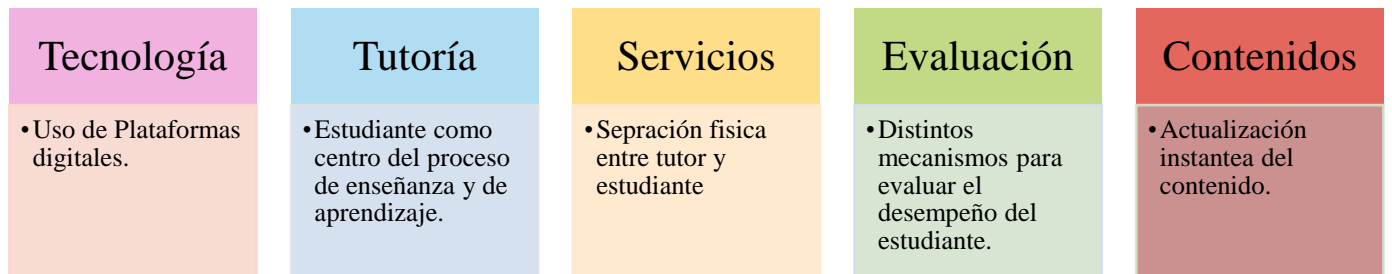 Tecnología
•Uso de Plataformas
digitales.
Tutoría
•Estudiante como
centro del proceso
de enseñanza y de
aprendizaje.
Servicios
•Sepración fisica
entre tutor y
estudiante
Evaluación
•Distintos
mecanismos para
evaluar el
desempeño del
estudiante.
Contenidos
•Actualización
instantea del
contenido.